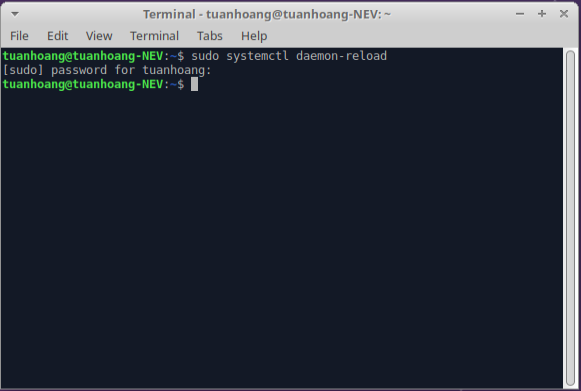 Terminal - tuanhoang@tuanhoang-NEV: ~
File Edit View Terminal Tabs Help
tuanhoang@tuanhoang-NEV:~$ sudo systemctl daemon-reload
[sudo] password for tuanhoang:
tuanhoang@tuanhoang-NEV:~$